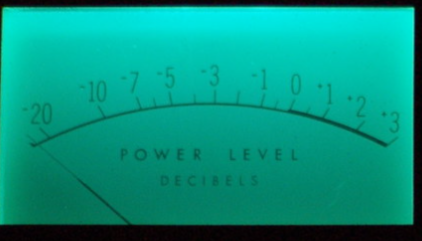 -20 -10 -7 -5 -3 -1 0 +1 +2 +3
POWER LEVEL
DECIBELS